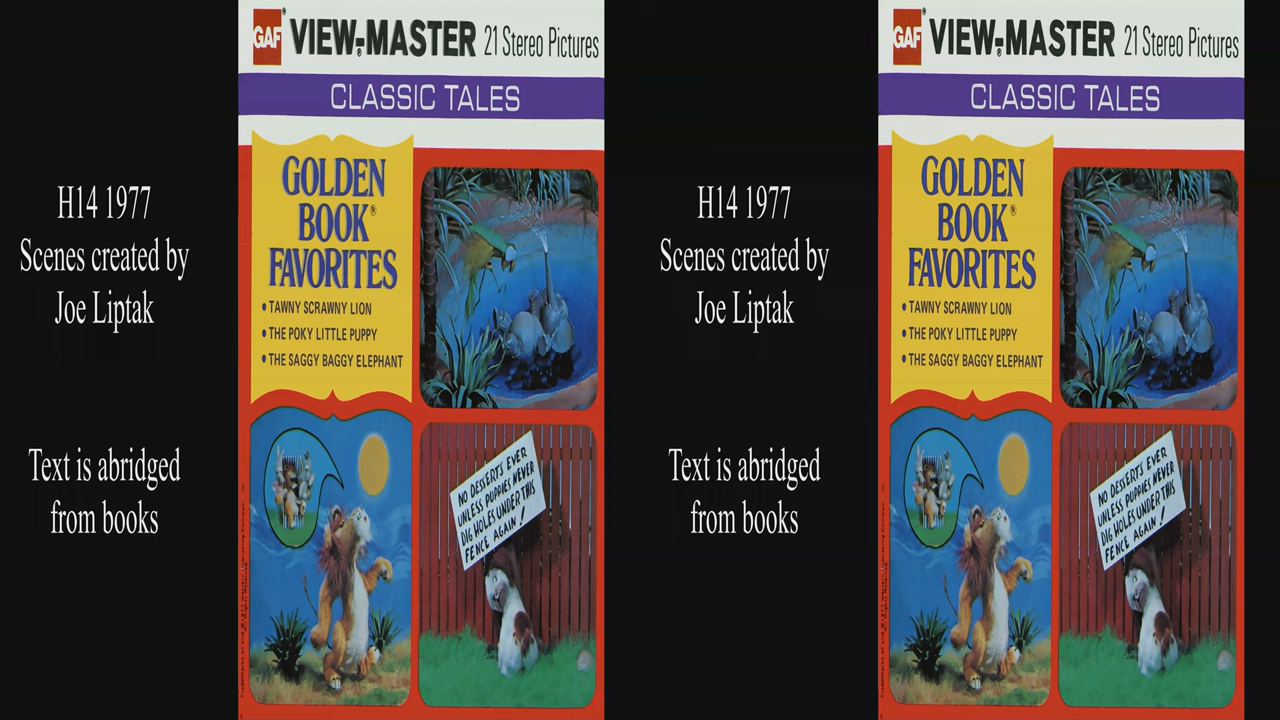 H14 1977
Scenes created by
Joe Liptak
Text is abridged
from books
GAF VIEW-MASTER® 21 Stereo Pictures
CLASSIC TALES
GOLDEN
BOOK®
FAVORITES
• TAWNY SCRAWNY LION
• THE POKY LITTLE PUPPY
• THE SAGGY BAGGY ELEPHANT
NO DESSERTS EVER
UNLESS PUPPIES NEVER
DIG HOLES UNDER THIS
FENCE AGAIN!
H14 1977
Scenes created by
Joe Liptak
Text is abridged
from books
GAF VIEW-MASTER® 21 Stereo Pictures
CLASSIC TALES
GOLDEN
BOOK®
FAVORITES
• TAWNY SCRAWNY LION
• THE POKY LITTLE PUPPY
• THE SAGGY BAGGY ELEPHANT
NO DESSERTS EVER
UNLESS PUPPIES NEVER
DIG HOLES UNDER THIS
FENCE AGAIN!